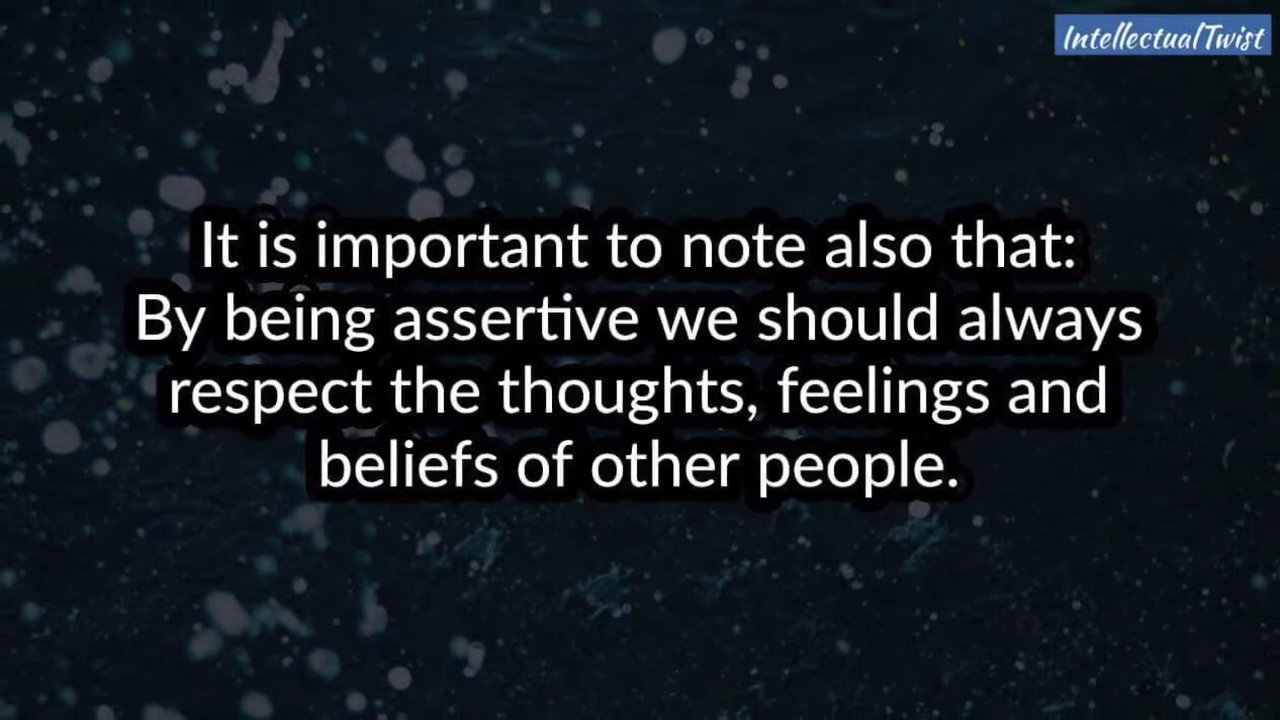 IntellectualTwist
It is important to note also that:
By being assertive we should always
respect the thoughts, feelings and
beliefs of other people.